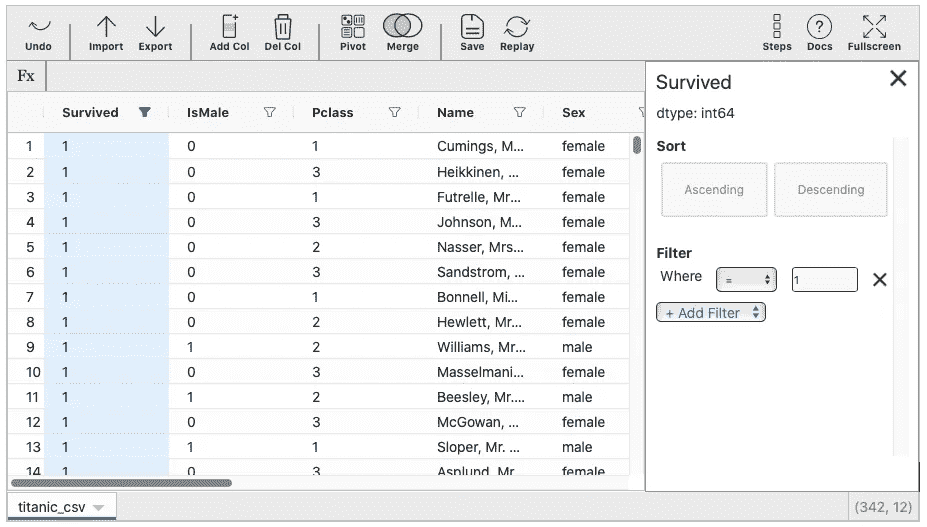 Undo Import Export Add Col Del Col Pivot Merge Save Replay Steps Docs Fullscreen
Fx
Survived IsMale Pclass Name Sex
1 1 0 1 Cumings, M... female
2 1 0 3 Heikkinen, ... female
3 1 0 1 Futrelle, Mr... female
4 1 0 3 Johnson, M... female
5 1 0 2 Nasser, Mrs... female
6 1 0 3 Sandstrom, ... female
7 1 0 1 Bonnell, Mi... female
8 1 0 2 Hewlett, Mr... female
9 1 1 2 Williams, Mr... male
10 1 0 3 Masselmani... female
11 1 1 2 Beesley, Mr.... male
12 1 0 3 McGowan, ... female
13 1 1 1 Sloper, Mr. ... male
14 1 0 3 Asplund, Mr... female
Survived
dtype: int64
Sort
Ascending Descending
Filter
Where = 1
+ Add Filter
titanic_csv (342, 12)